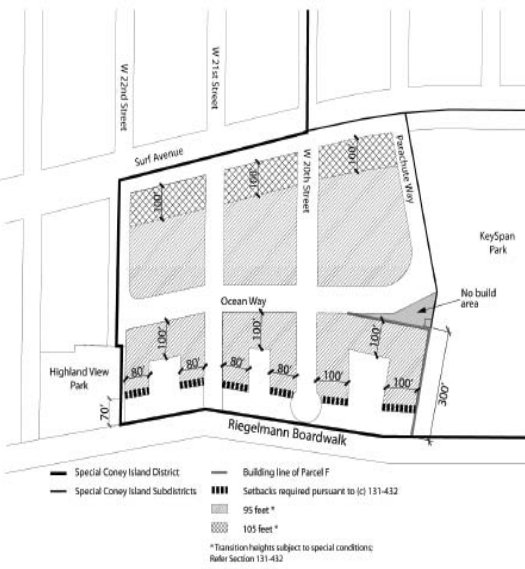 W 22nd Street
W 21st Street
Surf Avenue
W 20th Street
Parachute Way
100'
100'
100'
KeySpan
Park
No build
area
Ocean Way
100'
100'
100'
Highland View
Park
80'
80'
80'
80'
100'
100'
300'
70'
Riegelmann Boardwalk
Special Coney Island District
Special Coney Island Subdistricts
Building line of Parcel F
Setbacks required pursuant to (c) 131-432
95 feet *
105 feet *
* Transition heights subject to special conditions;
Refer Section 131-432